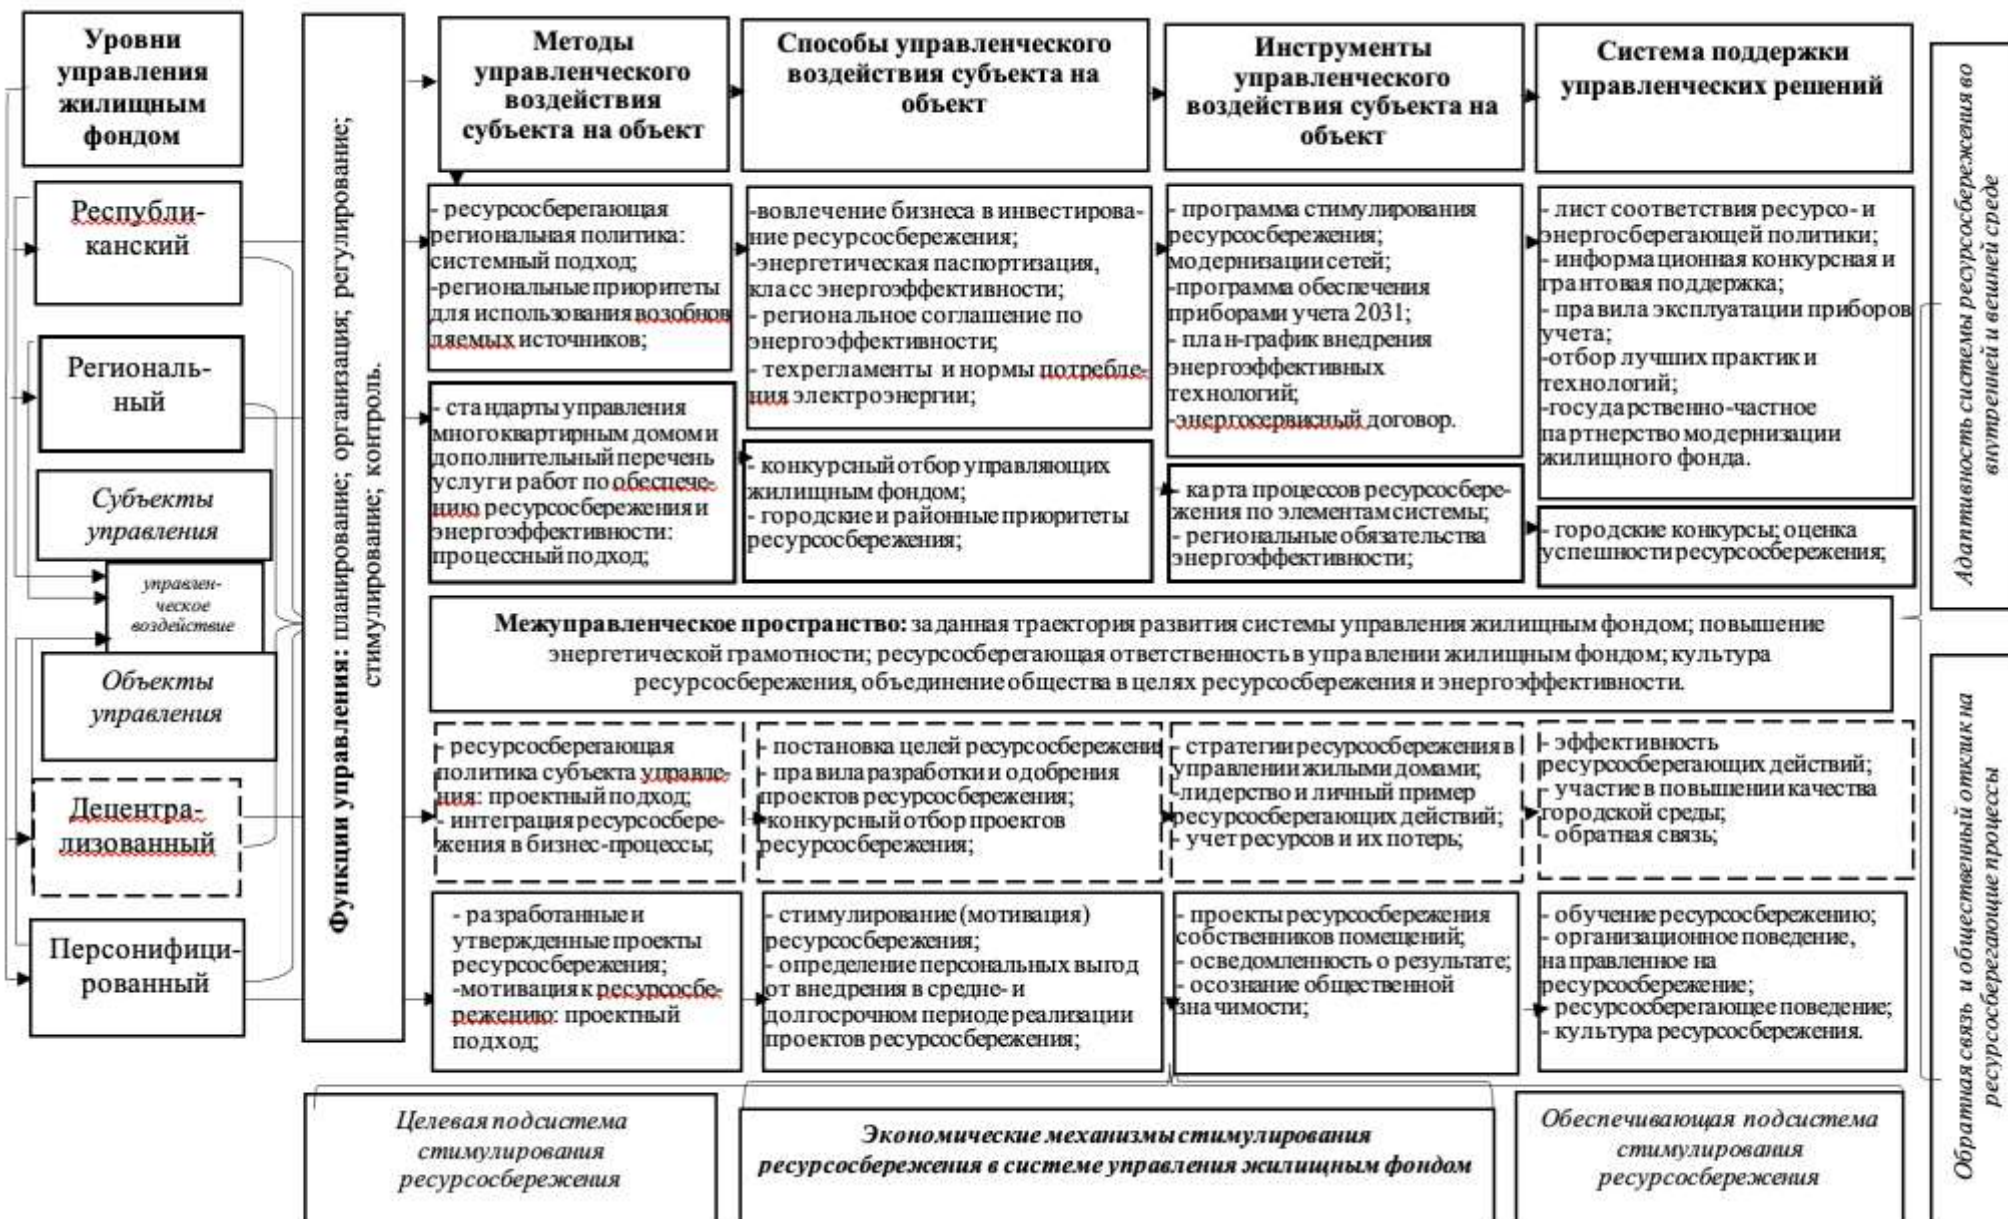 Уровни
управления
жилищным
фондом
Республи-
канский
Региональ-
ный
Субъекты
управления
управлен-
ческое
воздействие
Объекты
управления
Децентра-
лизованный
Персонифици-
рованный
Функции управления: планирование; организация; регулирование;
стимулирование; контроль.
Методы
управленческого
воздействия
субъекта на объект
Способы управленческого
воздействия субъекта на
объект
Инструменты
управленческого
воздействия субъекта на
объект
Система поддержки
управленческих решений
- ресурсосберегающая
региональная политика:
системный подход;
-региональные приоритеты
для использования возобнов
ляемых источников;
-вовлечение бизнеса в инвестирова-
ние ресурсосбережения;
-энергетическая паспортизация,
класс энергоэффективности;
- региональное соглашение по
энергоэффективности;
- техрегламенты и нормы потребле-
ния электроэнергии;
- программа стимулирования
ресурсосбережения;
модернизации сетей;
-программа обеспечения
приборами учета 2031;
- план-график внедрения
энергоэффективных
технологий;
-энергосервисный договор.
- лист соответствия ресурсо- и
энергосберегающей политики;
- информационная конкурсная и
грантовая поддержка;
- правила эксплуатации приборов
учета;
-отбор лучших практик и
технологий;
-государственно-частное
партнерство модернизации
жилищного фонда.
- стандарты управления
многоквартирным домом и
дополнительный перечень
услуг и работ по обеспече-
нию ресурсосбережения и
энергоэффективности:
процессный подход;
- конкурсный отбор управляющих
жилищным фондом;
- городские и районные приоритеты
ресурсосбережения;
- карта процессов ресурсосбере-
жения по элементам системы;
- региональные обязательства
энергоэффективности;
- городские конкурсы; оценка
успешности ресурсосбережения;
Межуправленческое пространство: заданная траектория развития системы управления жилищным фондом; повышение
энергетической грамотности; ресурсосберегающая ответственность в управлении жилищным фондом; культура
ресурсосбережения, объединение общества в целях ресурсосбережения и энергоэффективности.
- ресурсосберегающая
политика субъекта управле-
ния: проектный подход;
- интеграция ресурсосбере-
жения в бизнес-процессы;
- постановка целей ресурсосбережени
- правила разработки и одобрения
проектов ресурсосбережения;
-конкурсный отбор проектов
ресурсосбережения;
- стратегии ресурсосбережения в
управлении жилыми домами;
-лидерство и личный пример
ресурсосберегающих действий;
- учет ресурсов и их потерь;
- эффективность
ресурсосберегающих действий;
- участие в повышении качества
городской среды;
- обратная связь;
- разработанные и
утвержденные проекты
ресурсосбережения;
-мотивация к ресурсосбе-
режению: проектный
подход;
- стимулирование (мотивация)
ресурсосбережения;
- определение персональных выгод
от внедрения в средне- и
долгосрочном периоде реализации
проектов ресурсосбережения;
- проекты ресурсосбережения
собственников помещений;
- осведомленность о результате;
- осознание общественной
значимости;
- обучение ресурсосбережению;
- организационное поведение,
направленное на
ресурсосбережение;
- ресурсосберегающее поведение;
- культура ресурсосбережения.
Целевая подсистема
стимулирования
ресурсосбережения
Экономические механизмы стимулирования
ресурсосбережения в системе управления жилищным фондом
Обеспечивающая подсистема
стимулирования
ресурсосбережения
Адаптивность системы ресурсосбережения во
внутренней и вешней среде
Обратная связь и общественный отклик на
ресурсосберегающие процессы